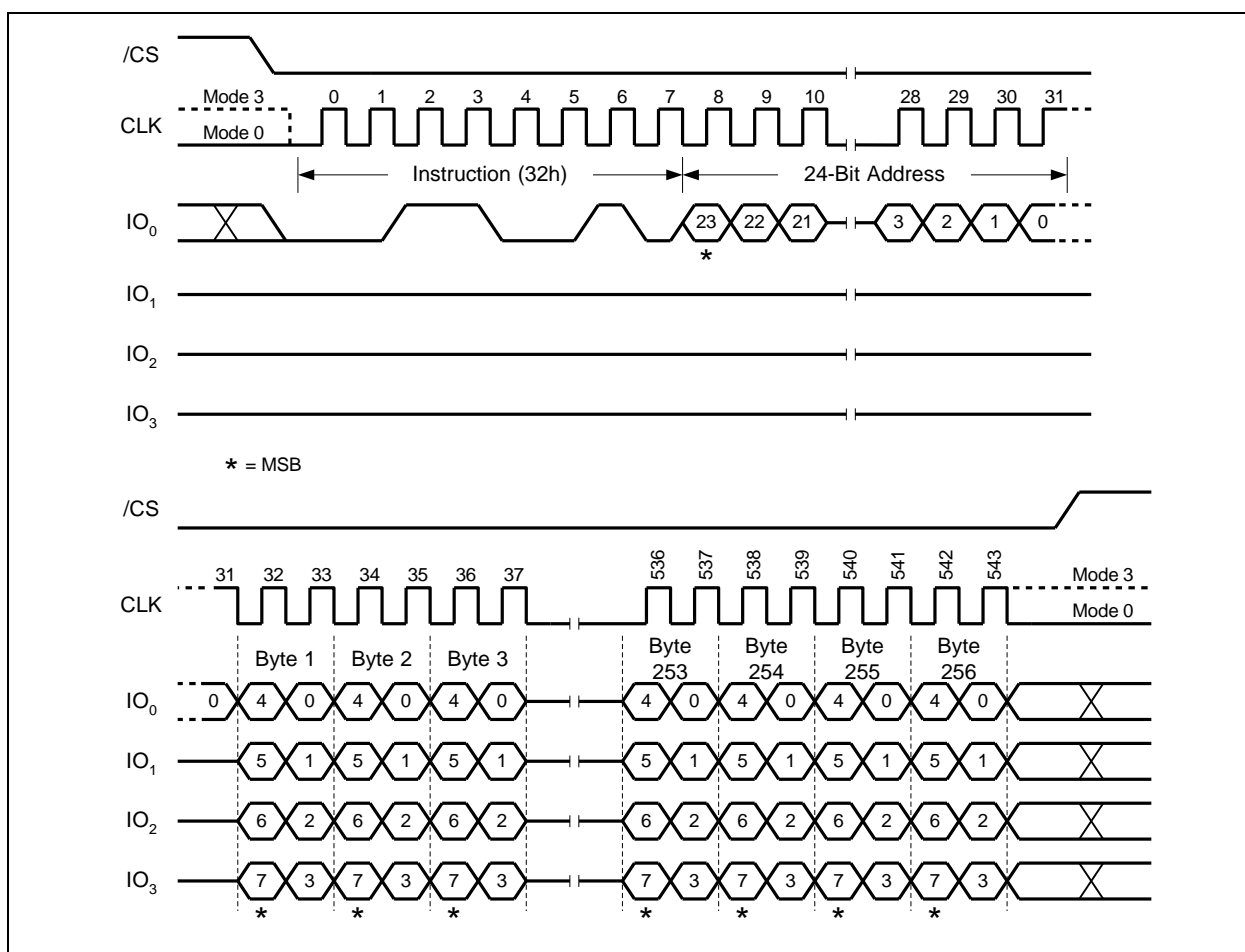 /CS
Mode 3 0 1 2 3 4 5 6 7 8 9 10 28 29 30 31
CLK
Mode 0
Instruction (32h) 24-Bit Address
IO0 23 22 21 3 2 1 0
*
IO1
IO2
IO3
* = MSB
/CS
31 32 33 34 35 36 37 536 537 538 539 540 541 542 543
Mode 3
CLK
Mode 0
Byte 1 Byte 2 Byte 3 Byte 253 Byte 254 Byte 255 Byte 256
IO0 0 4 0 4 0 4 0 4 0 4 0 4 0 4 0
IO1 5 1 5 1 5 1 5 1 5 1 5 1 5 1
IO2 6 2 6 2 6 2 6 2 6 2 6 2 6 2
IO3 7 3 7 3 7 3 7 3 7 3 7 3 7 3
* * * * * * *